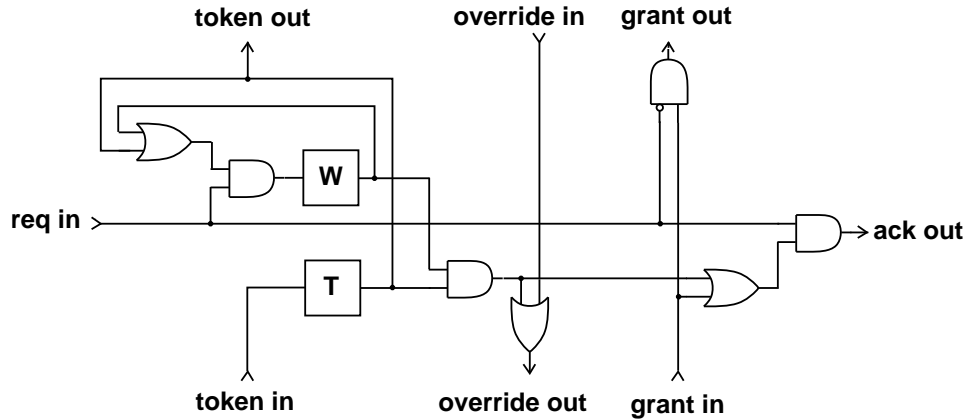 token out
override in
grant out
W
req in
ack out
T
token in
override out
grant in